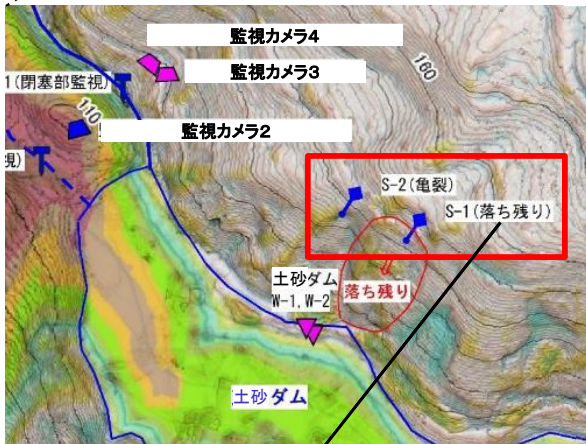 監視カメラ4
監視カメラ3
1(閉塞部監視)
160
110
監視カメラ2
視)
S-2(亀裂)
S-1(落ち残り)
土砂ダム
W-1,W-2
落ち残り
土砂ダム